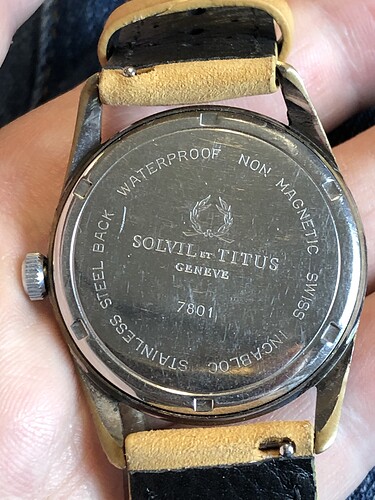 WATERPROOF NON MAGNETIC SWISS INCABLOC STAINLESS STEEL BACK
SOLVIL ET TITUS
GENEVE
7801